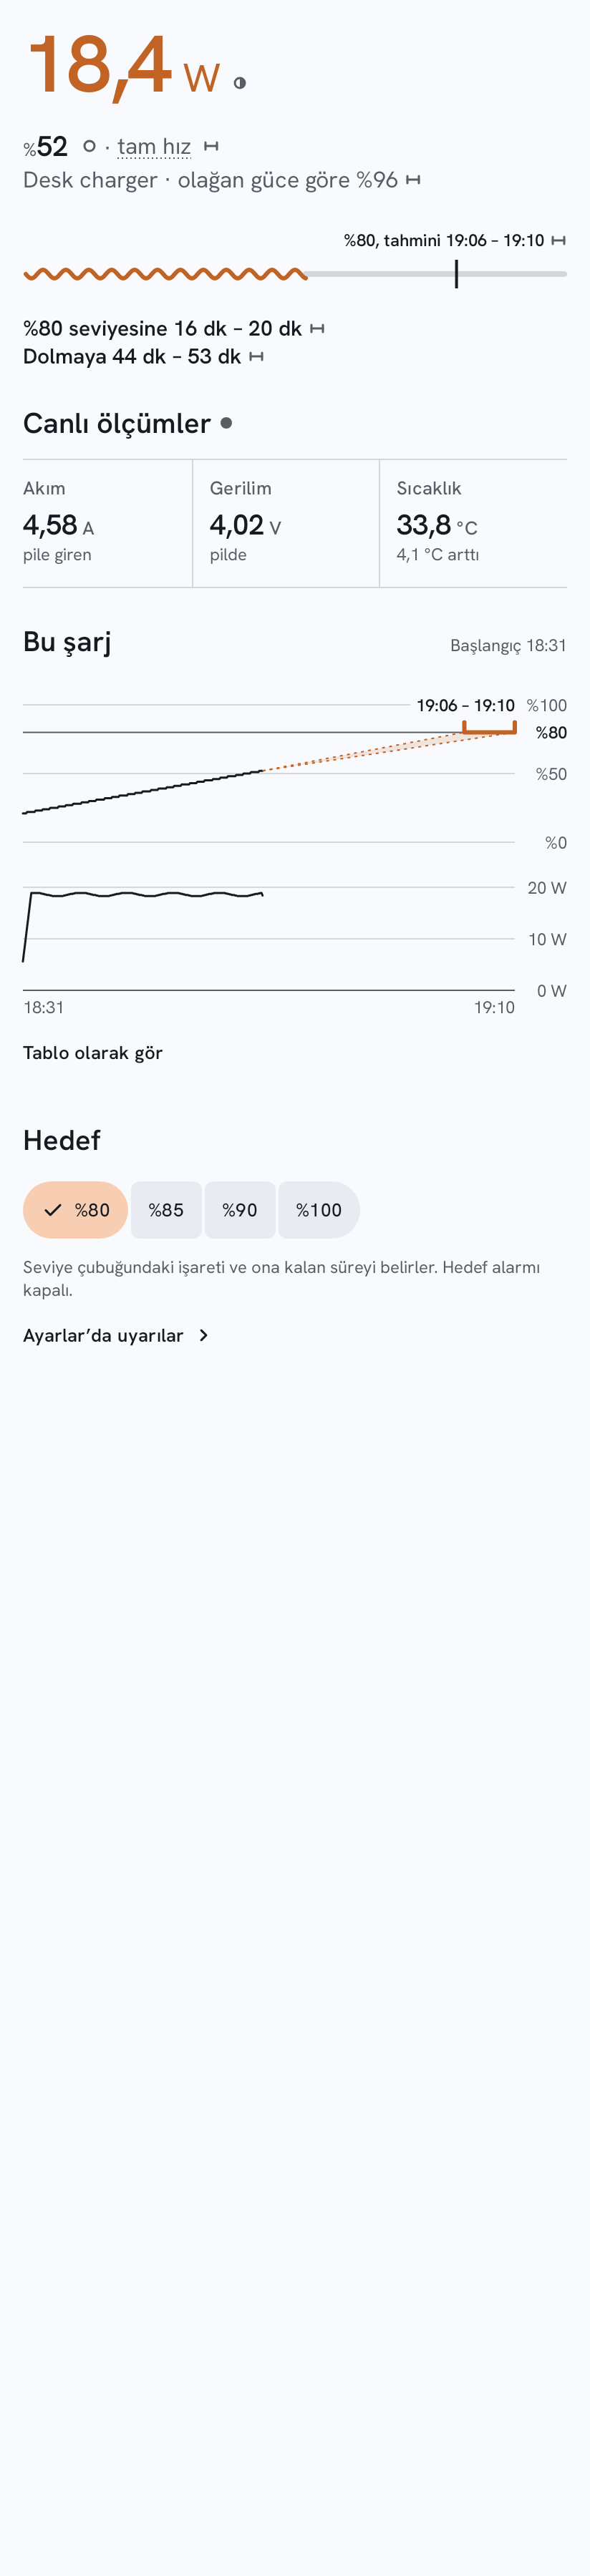 18,4 W
%52 · tam hız
Desk charger · olağan güce göre %96
%80, tahmini 19:06 – 19:10
%80 seviyesine 16 dk – 20 dk
Dolmaya 44 dk – 53 dk
Canlı ölçümler
Akım
4,58 A
pile giren
Gerilim
4,02 V
pilde
Sıcaklık
33,8 °C
4,1 °C arttı
Bu şarj
Başlangıç 18:31
19:06 – 19:10
%100
%80
%50
%0
20 W
10 W
0 W
18:31
19:10
Tablo olarak gör
Hedef
%80
%85
%90
%100
Seviye çubuğundaki işareti ve ona kalan süreyi belirler. Hedef alarmı
kapalı.
Ayarlar’da uyarılar